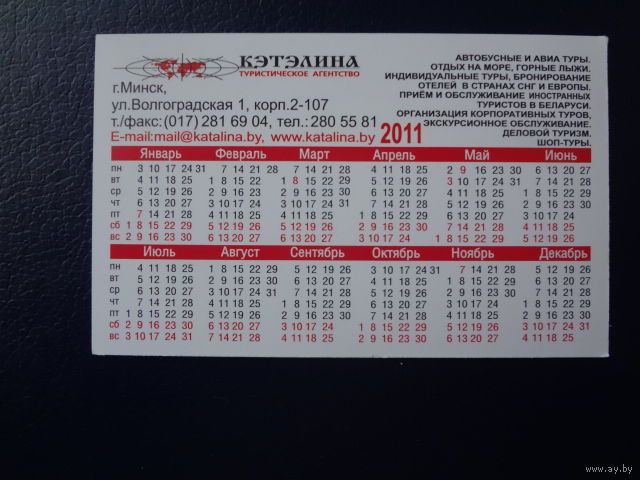 КЭТЭЛИНА
ТУРИСТИЧЕСКОЕ АГЕНТСТВО
г.Минск,
ул.Волгоградская 1, корп.2-107
т./факс:(017) 281 69 04, тел.: 280 55 81
E-mail:mail@katalina.by, www.katalina.by
АВТОБУСНЫЕ И АВИА ТУРЫ.
ОТДЫХ НА МОРЕ, ГОРНЫЕ ЛЫЖИ.
ИНДИВИДУАЛЬНЫЕ ТУРЫ, БРОНИРОВАНИЕ
ОТЕЛЕЙ В СТРАНАХ СНГ И ЕВРОПЫ.
ПРИЁМ И ОБСЛУЖИВАНИЕ ИНОСТРАННЫХ
ТУРИСТОВ В БЕЛАРУСИ.
ОРГАНИЗАЦИЯ КОРПОРАТИВНЫХ ТУРОВ,
ЭКСКУРСИОННОЕ ОБСЛУЖИВАНИЕ.
ДЕЛОВОЙ ТУРИЗМ.
ШОП-ТУРЫ.
2011
Январь Февраль Март Апрель Май Июнь
пн 3 10 17 24 31 7 14 21 28 7 14 21 28 4 11 18 25 2 9 16 23 30 6 13 20 27
вт 4 11 18 25 1 8 15 22 1 8 15 22 29 5 12 19 26 3 10 17 24 31 7 14 21 28
ср 5 12 19 26 2 9 16 23 2 9 16 23 30 6 13 20 27 4 11 18 25 1 8 15 22 29
чт 6 13 20 27 3 10 17 24 3 10 17 24 31 7 14 21 28 5 12 19 26 2 9 16 23 30
пт 7 14 21 28 4 11 18 25 4 11 18 25 1 8 15 22 29 6 13 20 27 3 10 17 24
сб 1 8 15 22 29 5 12 19 26 5 12 19 26 2 9 16 23 30 7 14 21 28 4 11 18 25
вс 2 9 16 23 30 6 13 20 27 6 13 20 27 3 10 17 24 1 8 15 22 29 5 12 19 26
Июль Август Сентябрь Октябрь Ноябрь Декабрь
пн 4 11 18 25 1 8 15 22 29 5 12 19 26 3 10 17 24/31 7 14 21 28 5 12 19 26
вт 5 12 19 26 2 9 16 23 30 6 13 20 27 4 11 18 25 1 8 15 22 29 6 13 20 27
ср 6 13 20 27 3 10 17 24 31 7 14 21 28 5 12 19 26 2 9 16 23 30 7 14 21 28
чт 7 14 21 28 4 11 18 25 1 8 15 22 29 6 13 20 27 3 10 17 24 1 8 15 22 29
пт 1 8 15 22 29 5 12 19 26 2 9 16 23 30 7 14 21 28 4 11 18 25 2 9 16 23 30
сб 2 9 16 23 30 6 13 20 27 3 10 17 24 1 8 15 22 29 5 12 19 26 3 10 17 24 31
вс 3 10 17 24 31 7 14 21 28 4 11 18 25 2 9 16 23 30 6 13 20 27 4 11 18 25
ay.by